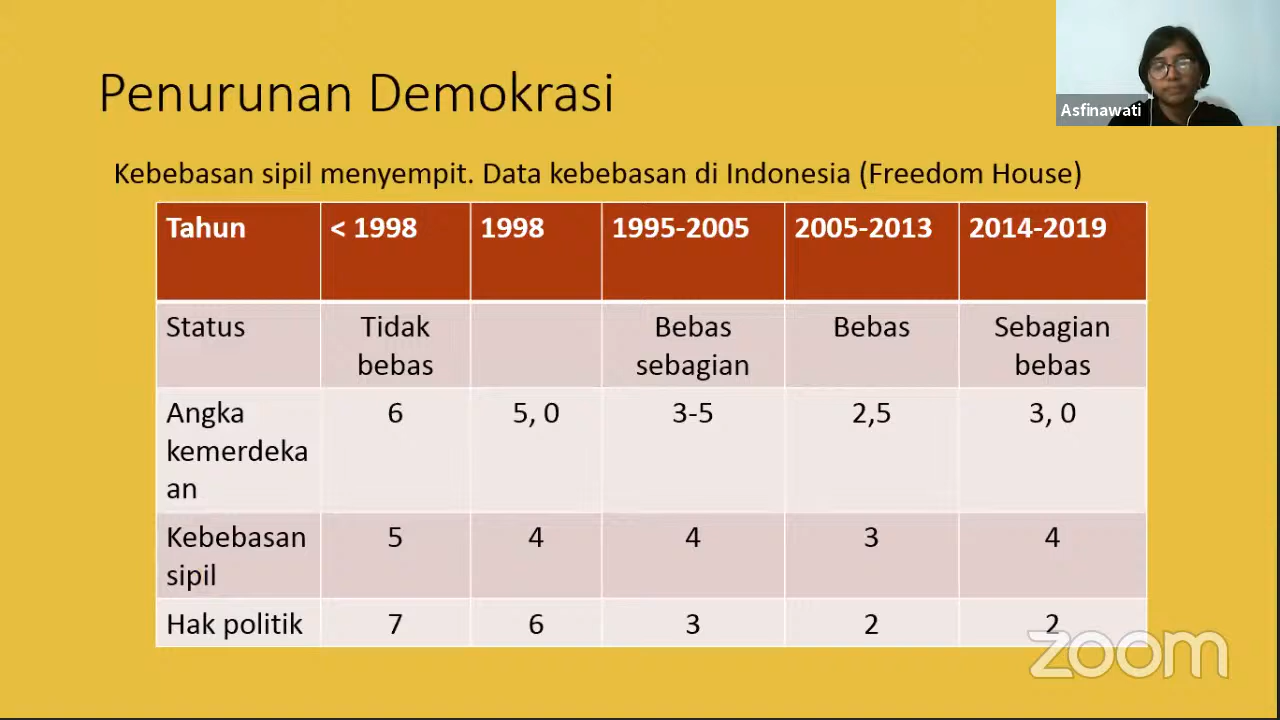 Penurunan Demokrasi
Asfinawati
Kebebasan sipil menyempit. Data kebebasan di Indonesia (Freedom House)
Tahun < 1998 1998 1995-2005 2005-2013 2014-2019
Status Tidak bebas Bebas sebagian Bebas Sebagian bebas
Angka kemerdeka an 6 5, 0 3-5 2,5 3, 0
Kebebasan sipil 5 4 4 3 4
Hak politik 7 6 3 2 2
zoom